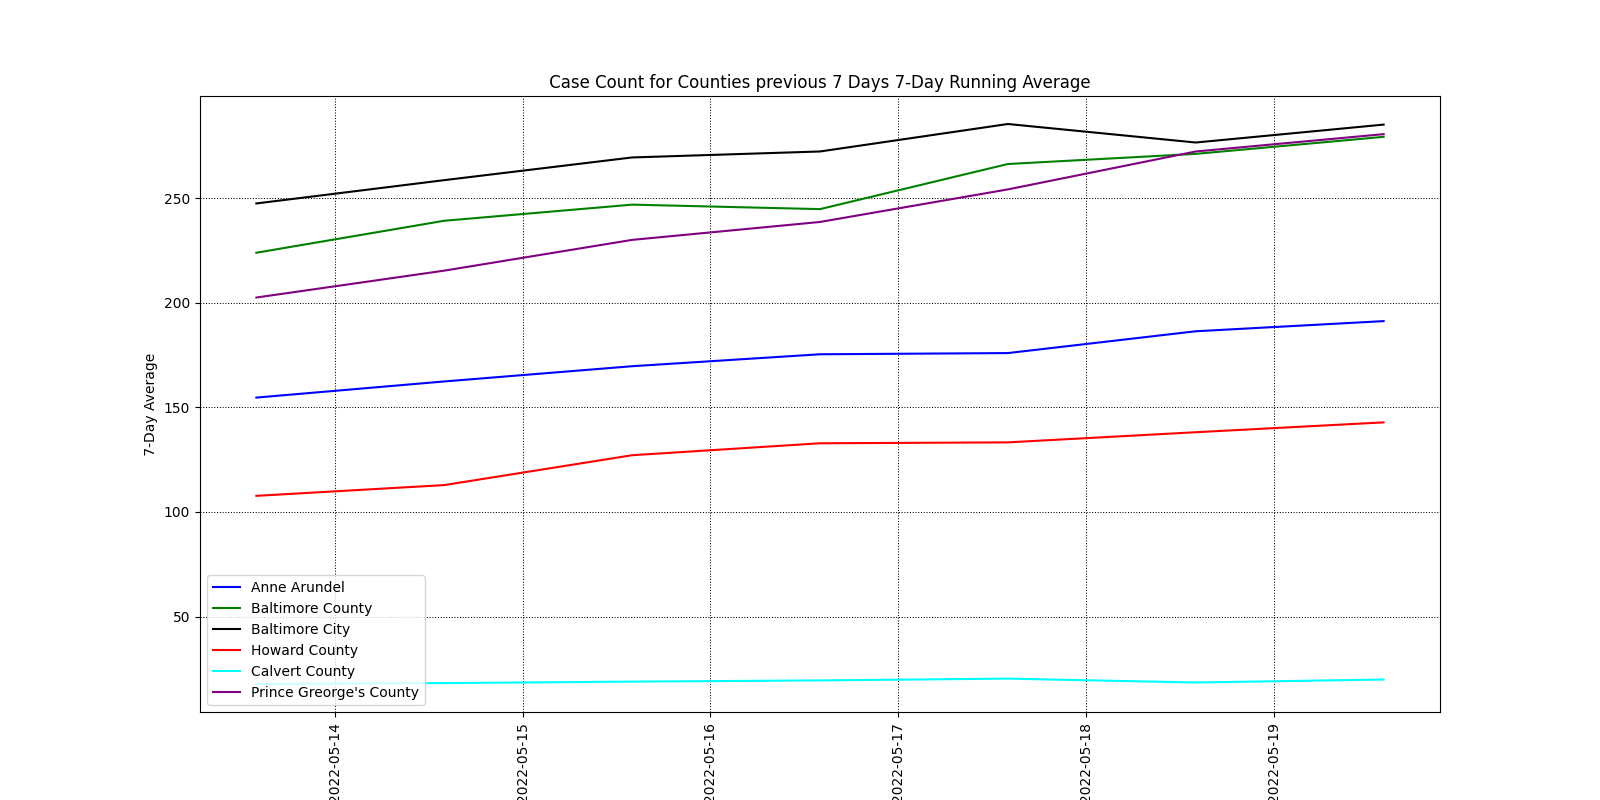 Case Count for Counties previous 7 Days 7-Day Running Average
7-Day Average
250
200
150
100
50
Anne Arundel
Baltimore County
Baltimore City
Howard County
Calvert County
Prince Greorge's County
2022-05-14
2022-05-15
2022-05-16
2022-05-17
2022-05-18
2022-05-19